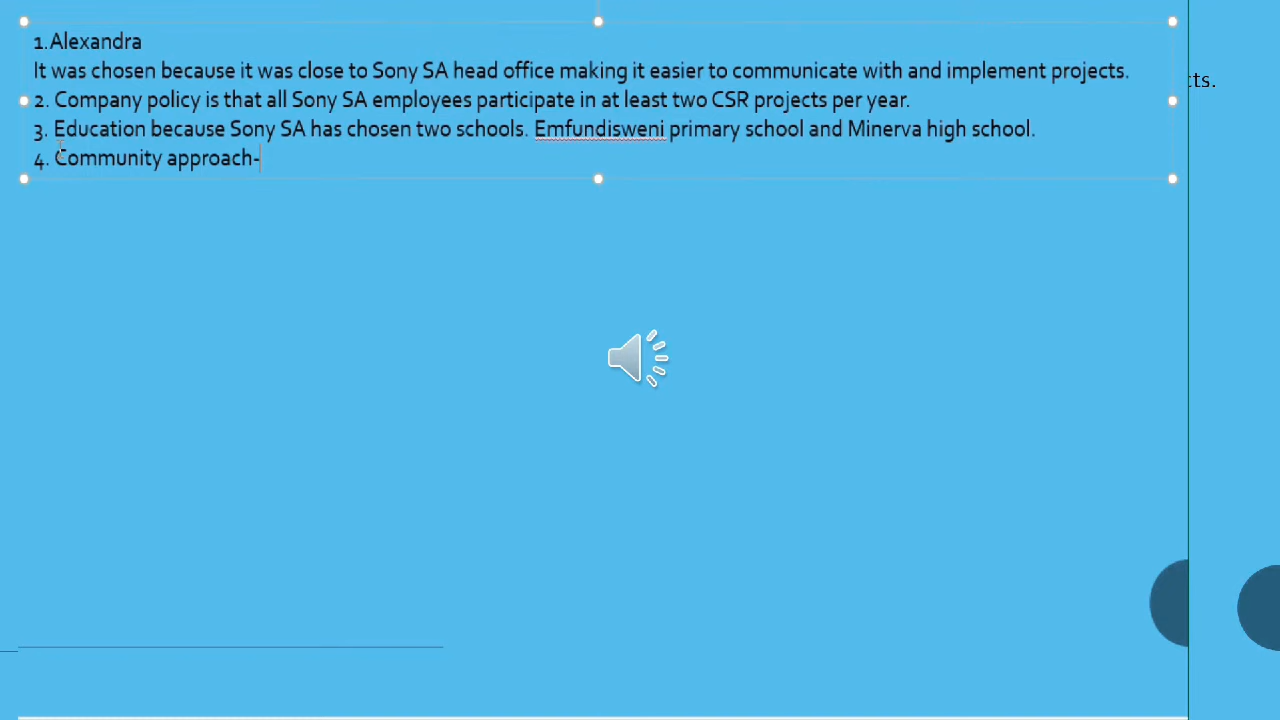 1.Alexandra
It was chosen because it was close to Sony SA head office making it easier to communicate with and implement projects.
cts.
2. Company policy is that all Sony SA employees participate in at least two CSR projects per year.
3. Education because Sony SA has chosen two schools. Emfundisweni primary school and Minerva high school.
4. Community approach-